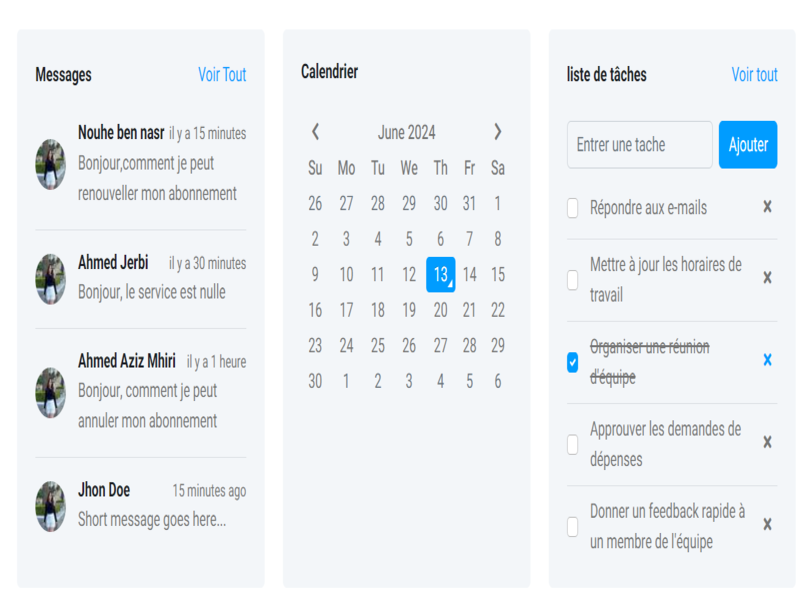 Messages
Voir Tout
Nouhe ben nasr il y a 15 minutes
Bonjour,comment je peut
renouveller mon abonnement
Ahmed Jerbi il y a 30 minutes
Bonjour, le service est nulle
Ahmed Aziz Mhiri il y a 1 heure
Bonjour, comment je peut
annuler mon abonnement
Jhon Doe 15 minutes ago
Short message goes here...
Calendrier
June 2024
Su Mo Tu We Th Fr Sa
26 27 28 29 30 31 1
2 3 4 5 6 7 8
9 10 11 12 13 14 15
16 17 18 19 20 21 22
23 24 25 26 27 28 29
30 1 2 3 4 5 6
liste de tâches
Voir tout
Entrer une tache
Ajouter
Répondre aux e-mails
Mettre à jour les horaires de
travail
Organiser une réunion
d'équipe
Approuver les demandes de
dépenses
Donner un feedback rapide à
un membre de l'équipe